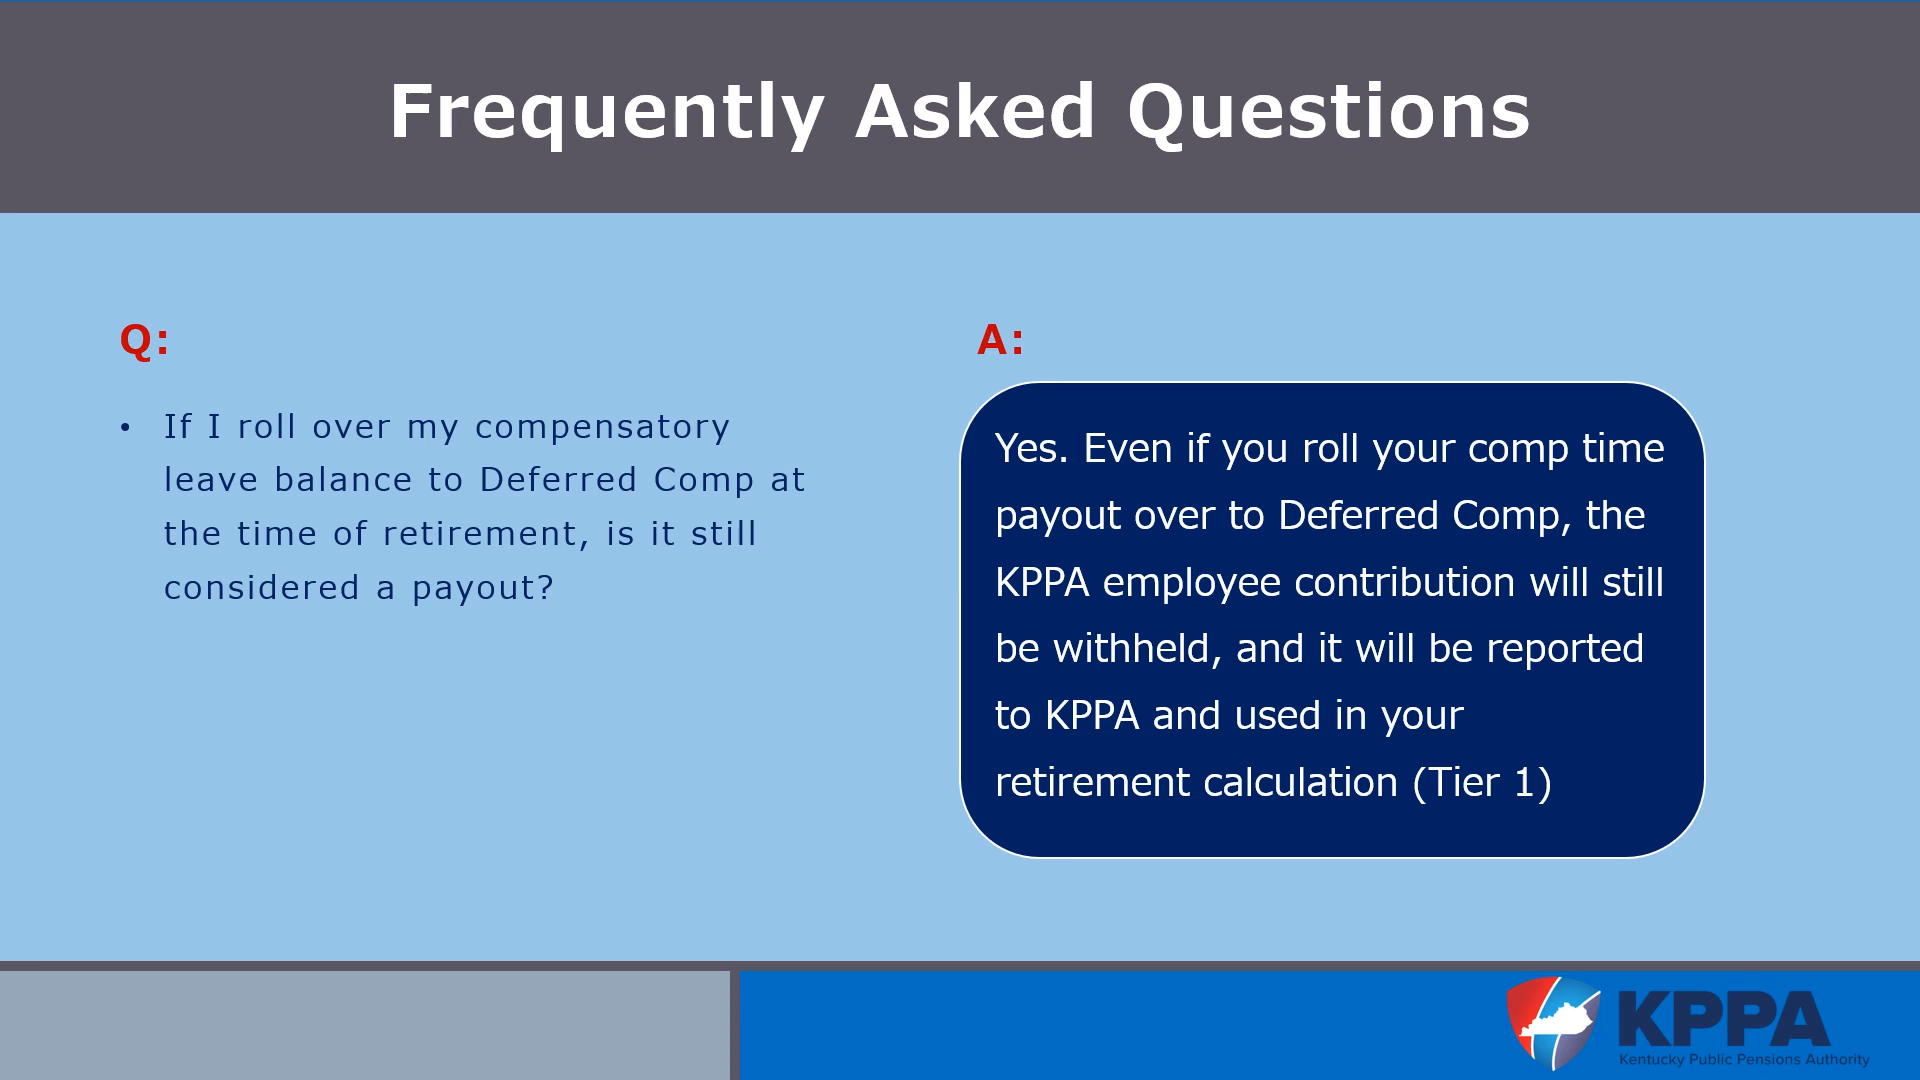 Frequently Asked Questions
Q:
• If I roll over my compensatory
leave balance to Deferred Comp at
the time of retirement, is it still
considered a payout?
A:
Yes. Even if you roll your comp time
payout over to Deferred Comp, the
KPPA employee contribution will still
be withheld, and it will be reported
to KPPA and used in your
retirement calculation (Tier 1)
KPPA
Kentucky Public Pensions Authority